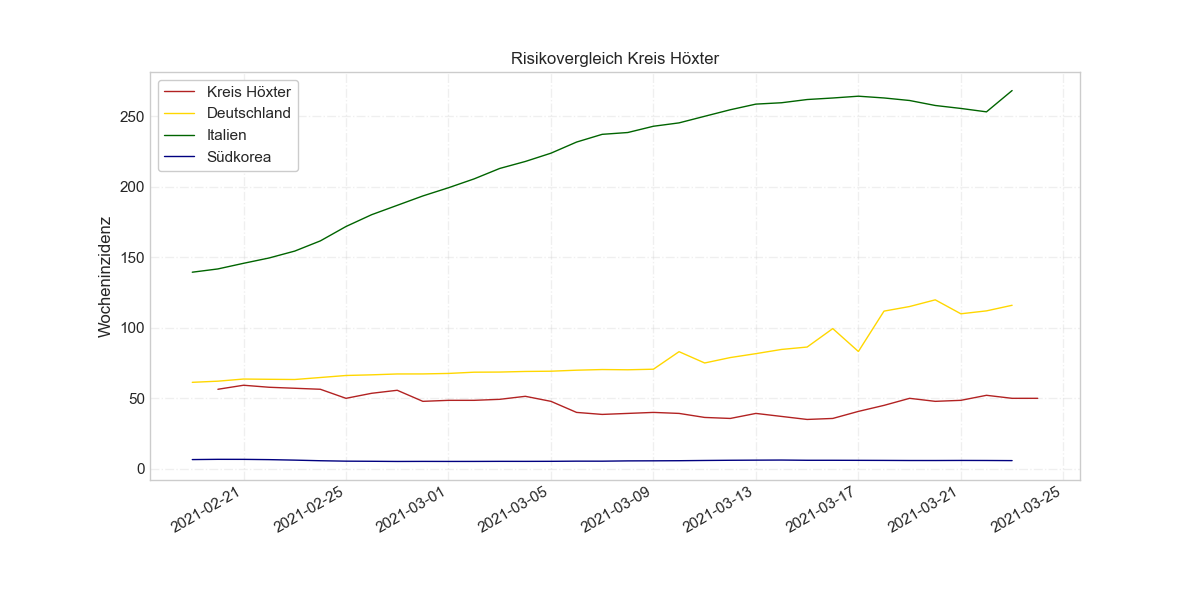 Risikovergleich Kreis Höxter
Kreis Höxter
Deutschland
Italien
Südkorea
Wocheninzidenz
250
200
150
100
50
0
2021-02-21
2021-02-25
2021-03-01
2021-03-05
2021-03-09
2021-03-13
2021-03-17
2021-03-21
2021-03-25